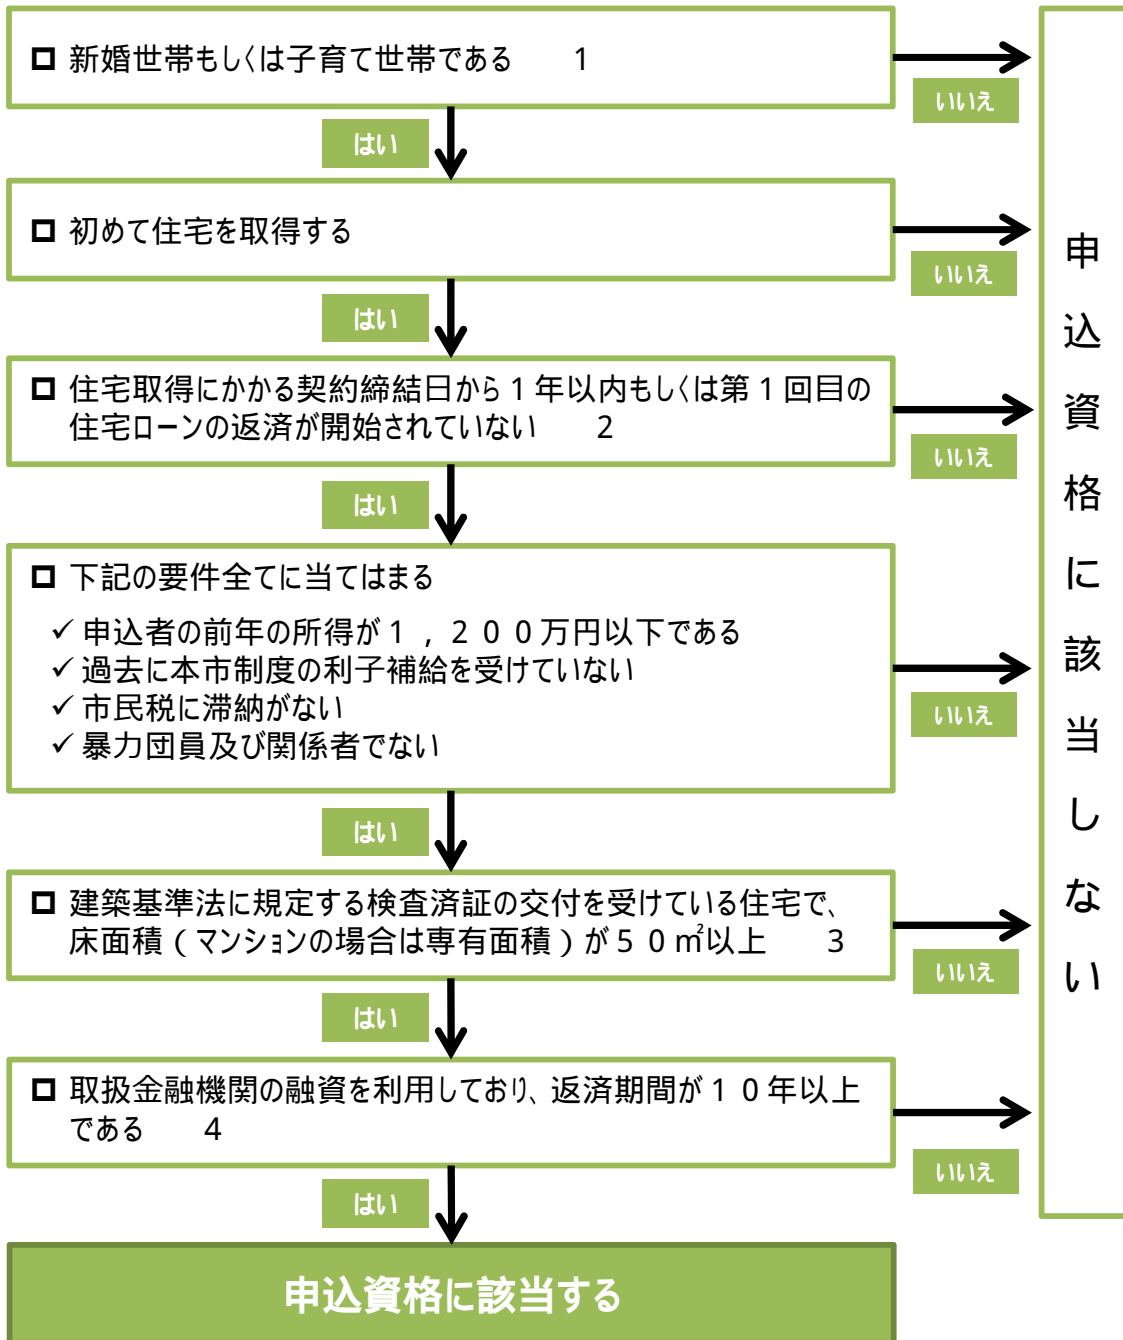 新婚世帯もしくは子育て世帯である　1
いいえ
はい
初めて住宅を取得する
いいえ
はい
住宅取得にかかる契約締結日から1年以内もしくは第1回目の
住宅ローンの返済が開始されていない　2
いいえ
はい
下記の要件全てに当てはまる
✓ 申込者の前年の所得が1,200万円以下である
✓ 過去に本市制度の利子補給を受けていない
✓ 市民税に滞納がない
✓ 暴力団員及び関係者でない
いいえ
はい
建築基準法に規定する検査済証の交付を受けている住宅で、
床面積(マンションの場合は専有面積)が50㎡以上　3
いいえ
はい
取扱金融機関の融資を利用しており、返済期間が10年以上
である　4
いいえ
はい
申込資格に該当する
申込資格に該当しない